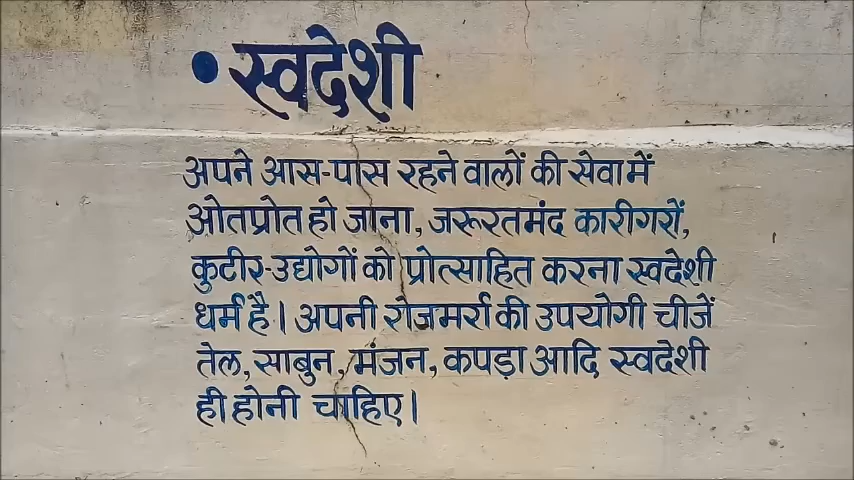 • स्वदेशी
अपने आस-पास रहने वालों की सेवा में
ओतप्रोत हो जाना, जरूरतमंद कारीगरों,
कुटीर-उद्योगों को प्रोत्साहित करना स्वदेशी
धर्म है। अपनी रोजमर्रा की उपयोगी चीजें
तेल, साबुन, मंजन, कपड़ा आदि स्वदेशी
ही होनी चाहिए।